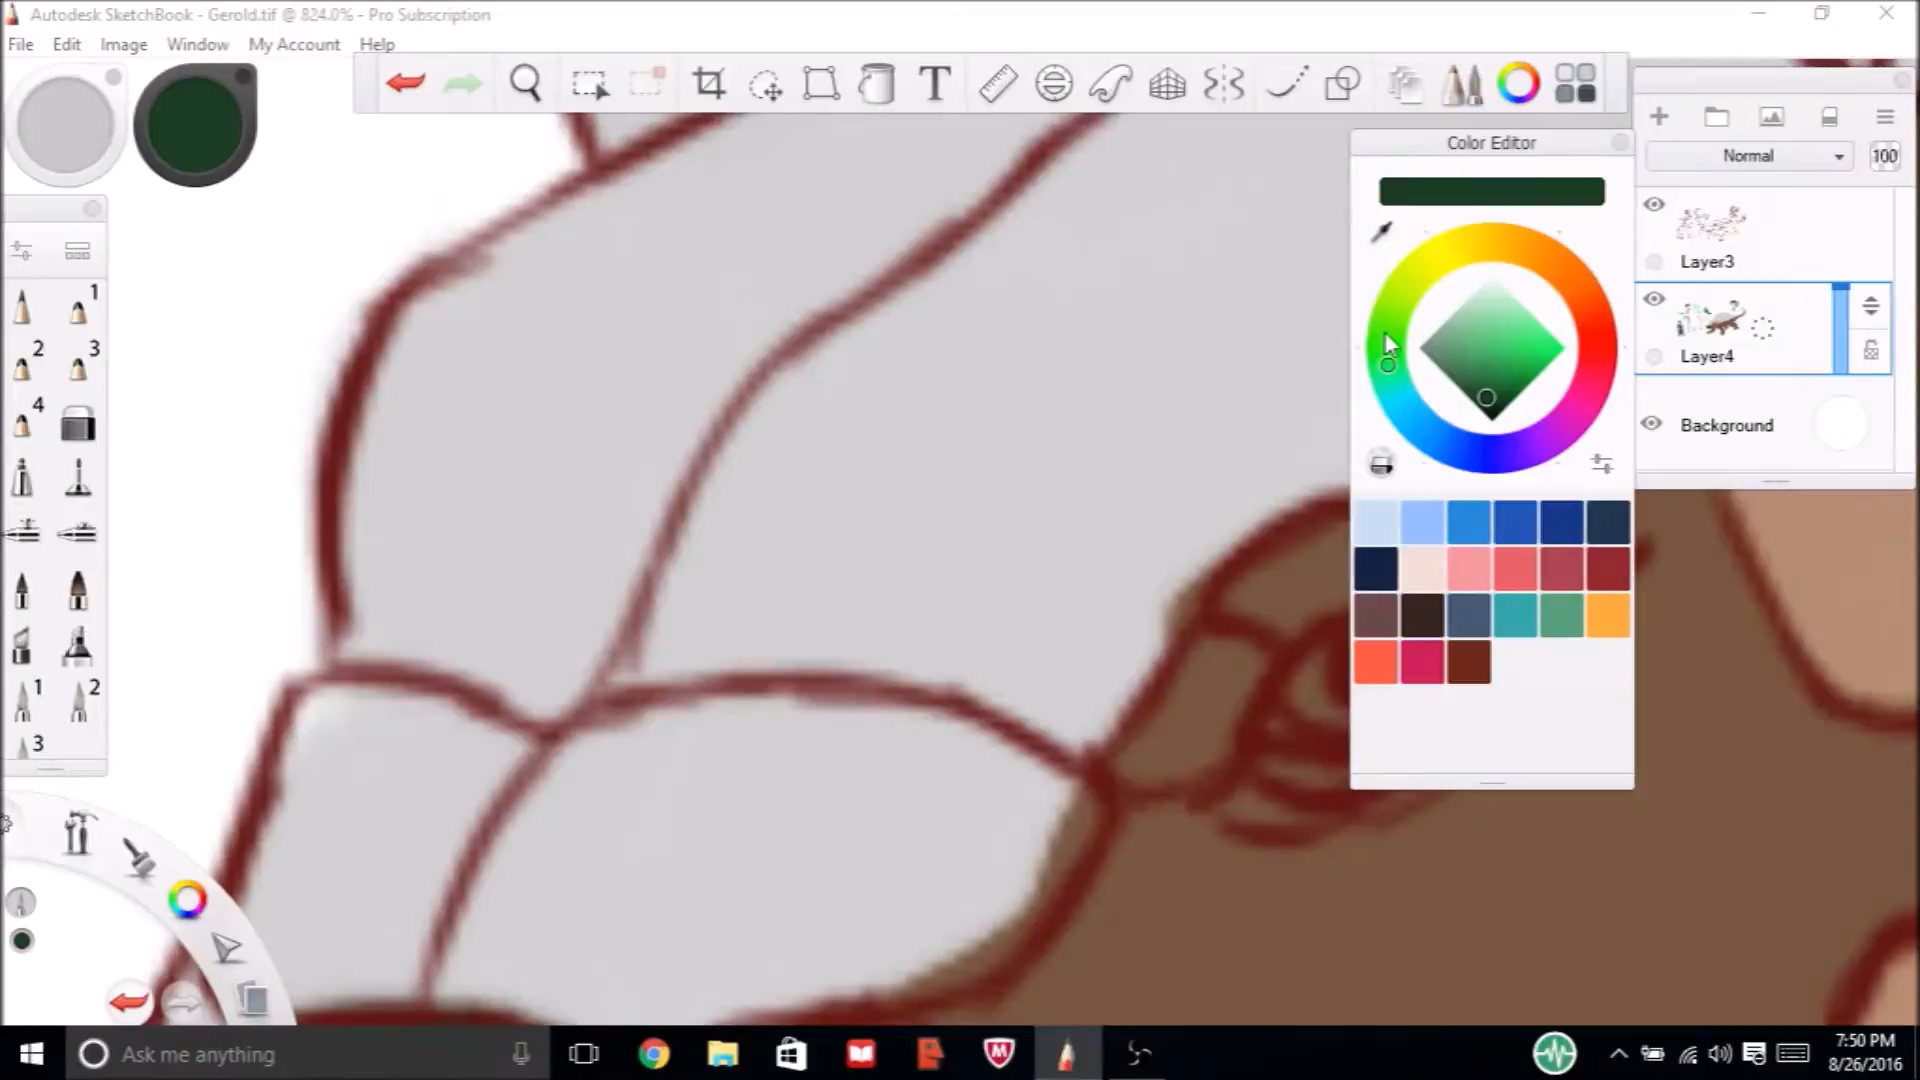 Autodesk SketchBook - Gerold.tif @ 824.0% - Pro Subscription
File Edit Image Window My Account Help
T
Color Editor
Normal 100
Layer3
Layer4
Background
1
2 3
4
1 2
3
Ask me anything
7:50 PM
8/26/2016